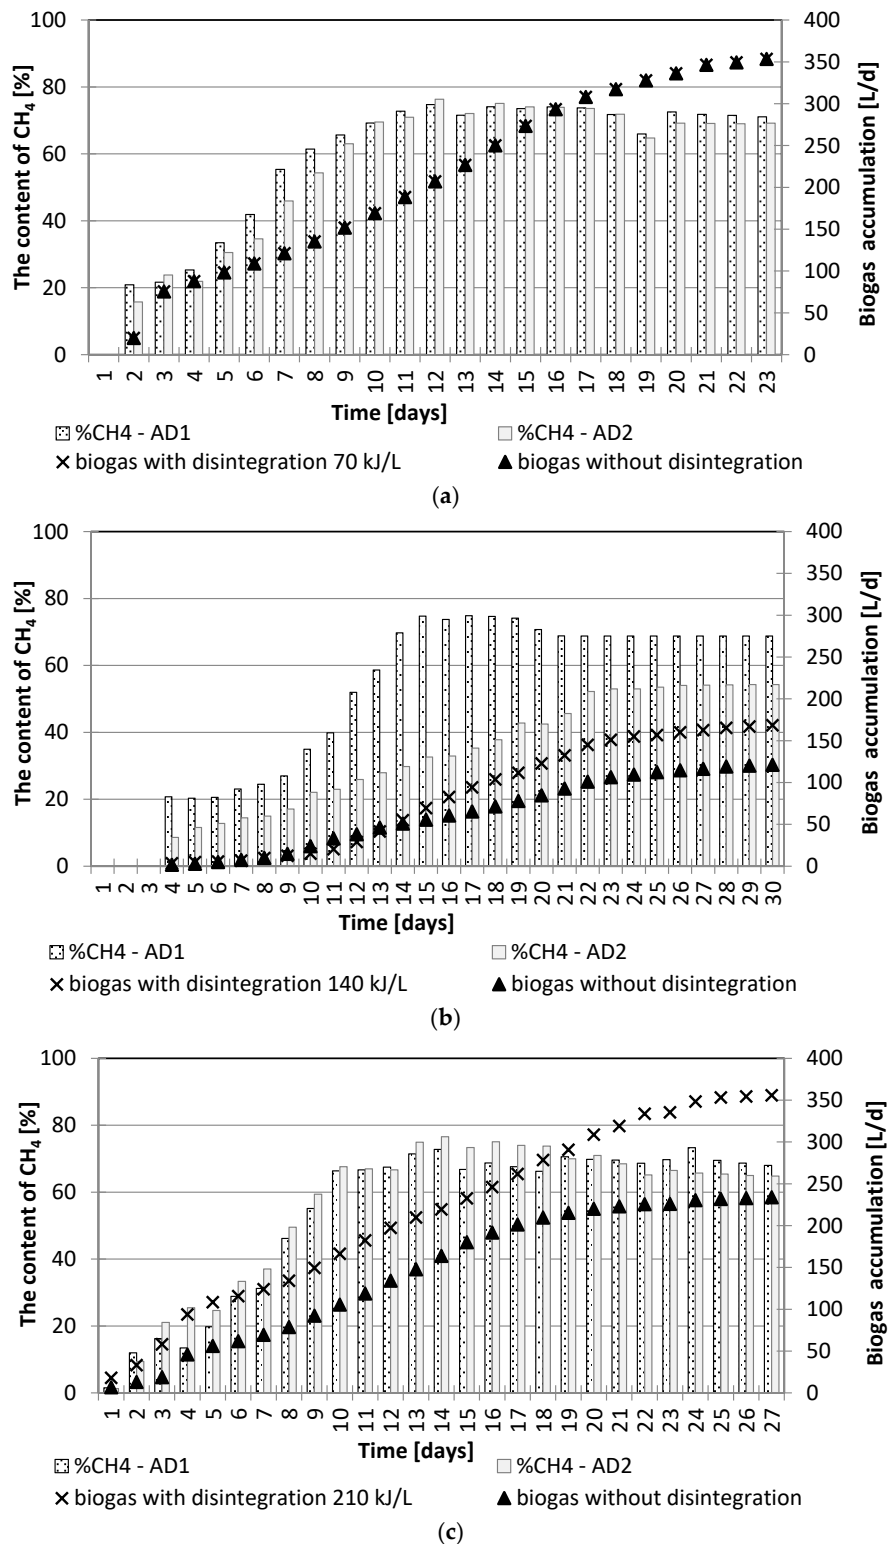 The content of CH4 [%]
100
80
60
40
20
0
400
350
300
250
200
150
100
50
0
Biogas accumulation [L/d]
1 2 3 4 5 6 7 8 9 10 11 12 13 14 15 16 17 18 19 20 21 22 23
Time [days]
%CH4 - AD1 %CH4 - AD2
biogas with disintegration 70 kJ/L biogas without disintegration
(a)
The content of CH4 [%]
100
80
60
40
20
0
400
350
300
250
200
150
100
50
0
Biogas accumulation [L/d]
1 2 3 4 5 6 7 8 9 10 11 12 13 14 15 16 17 18 19 20 21 22 23 24 25 26 27 28 29 30
Time [days]
%CH4 - AD1 %CH4 - AD2
biogas with disintegration 140 kJ/L biogas without disintegration
(b)
The content of CH4 [%]
100
80
60
40
20
0
400
350
300
250
200
150
100
50
0
Biogas accumulation [L/d]
1 2 3 4 5 6 7 8 9 10 11 12 13 14 15 16 17 18 19 20 21 22 23 24 25 26 27
Time [days]
%CH4 - AD1 %CH4 - AD2
biogas with disintegration 210 kJ/L biogas without disintegration
(c)